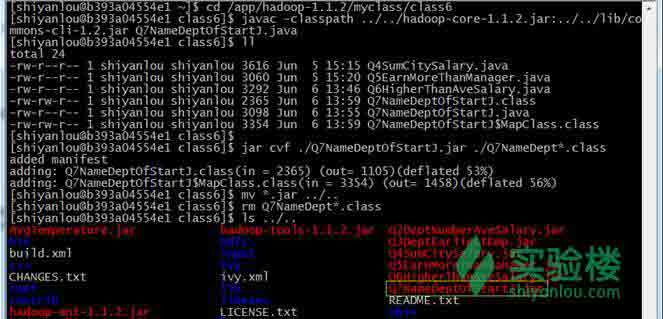 [shiyanlou@b393a04554e1 ~]$ cd /app/hadoop-1.1.2/myclass/class6
[shiyanlou@b393a04554e1 class6]$ javac -classpath ../../hadoop-core-1.1.2.jar:../../lib/co
mmons-cli-1.2.jar Q7NameDeptOfStartJ.java
[shiyanlou@b393a04554e1 class6]$ ll
total 24
-rw-r--r-- 1 shiyanlou shiyanlou 3616 Jun  5 15:15 Q4SumCitySalary.java
-rw-r--r-- 1 shiyanlou shiyanlou 3060 Jun  5 15:20 Q5EarnMoreThanManager.java
-rw-r--r-- 1 shiyanlou shiyanlou 3292 Jun  6 13:46 Q6HigherThanAveSalary.java
-rw-rw-r-- 1 shiyanlou shiyanlou 2365 Jun  6 13:59 Q7NameDeptOfStartJ.class
-rw-r--r-- 1 shiyanlou shiyanlou 3098 Jun  6 13:55 Q7NameDeptOfStartJ.java
-rw-rw-r-- 1 shiyanlou shiyanlou 3354 Jun  6 13:59 Q7NameDeptOfStartJ$MapClass.class
[shiyanlou@b393a04554e1 class6]$
[shiyanlou@b393a04554e1 class6]$ jar cvf ./Q7NameDeptOfStartJ.jar ./Q7NameDept*.class
added manifest
adding: Q7NameDeptOfStartJ.class(in = 2365) (out= 1105)(deflated 53%)
adding: Q7NameDeptOfStartJ$MapClass.class(in = 3354) (out= 1458)(deflated 56%)
[shiyanlou@b393a04554e1 class6]$ mv *.jar ../..
[shiyanlou@b393a04554e1 class6]$ rm Q7NameDept*.class
[shiyanlou@b393a04554e1 class6]$ ls ../..
AvgTemperature.jar hadoop-tools-1.1.2.jar Q2DeptNumberAveSalary.jar
bin hdfs Q3DeptEarliestEmp.jar
build.xml input Q4SumCitySalary.jar
c++ ivy Q5EarnMoreThanManager.jar
CHANGES.txt ivy.xml Q6HigherThanAveSalary.jar
conf lib Q7NameDeptOfStartJ.jar
contrib libexec README.txt
hadoop-ant-1.1.2.jar LICENSE.txt sbin
实验楼
shiyanlou.com